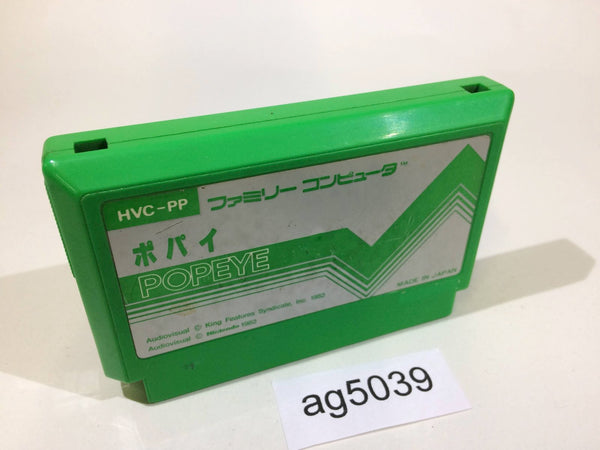 HVC-PP ファミリー コンピュータ™
ポパイ
POPEYE
MADE IN JAPAN
Audiovisual © King Features Syndicate, Inc. 1982
Audiovisual © Nintendo 1982
ag5039